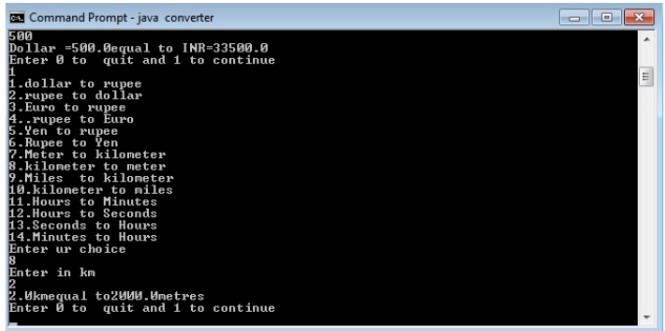 Command Prompt - java converter
500
Dollar =500.0equal to INR=33500.0
Enter 0 to  quit and 1 to continue
1
1.dollar to rupee
2.rupee to dollar
3.Euro to rupee
4..rupee to Euro
5.Yen to rupee
6.Rupee to Yen
7.Meter to kilometer
8.kilometer to meter
9.Miles  to kilometer
10.kilometer to miles
11.Hours to Minutes
12.Hours to Seconds
13.Seconds to Hours
14.Minutes to Hours
Enter ur choice
8
Enter in km
2
2.0kmequal to2000.0metres
Enter 0 to  quit and 1 to continue